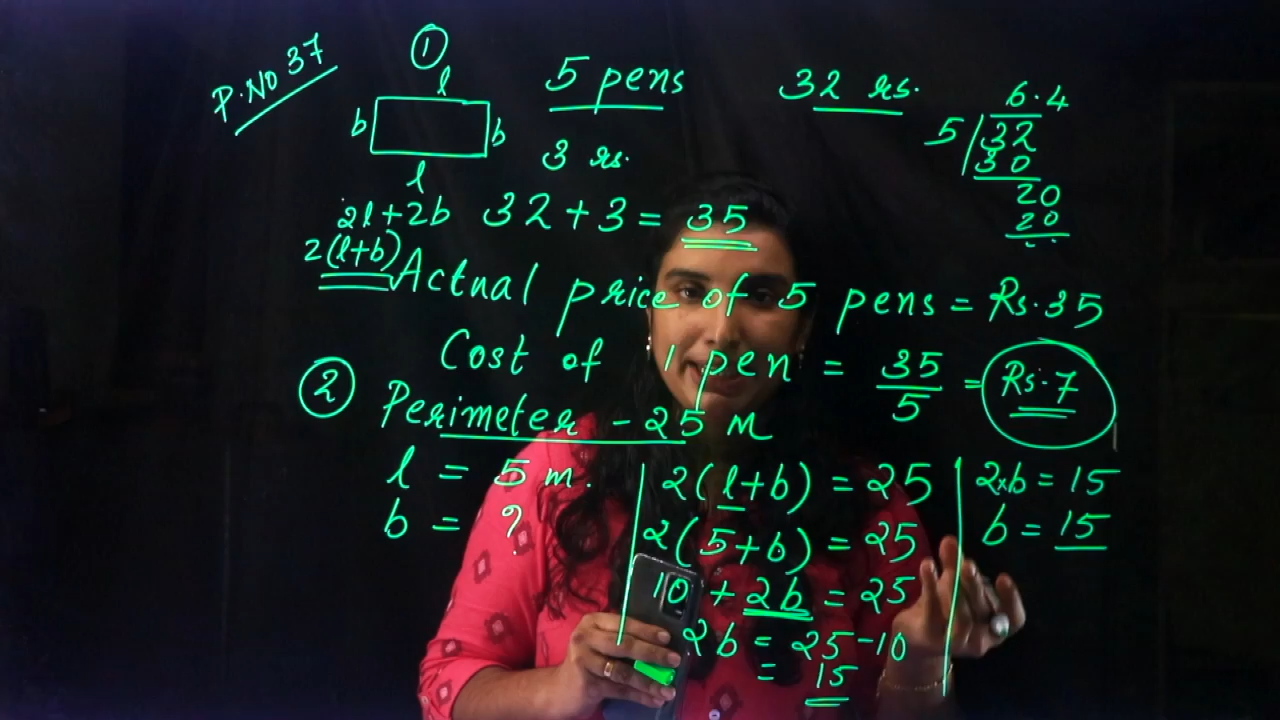 P.No 37
1
l
b b
l
2l+2b
2(l+b)
5 pens 32 rs.
3 rs.
32+3 = 35
6.4
5 32
30
20
20
Actual price of 5 pens = Rs.35
Cost of 1 pen = 35/5 = Rs.7
2
Perimeter - 25 m
l = 5 m.
b = ?
2(l+b) = 25
2(5+b) = 25
10 + 2b = 25
2b = 25-10
= 15
2×b = 15
b = 15